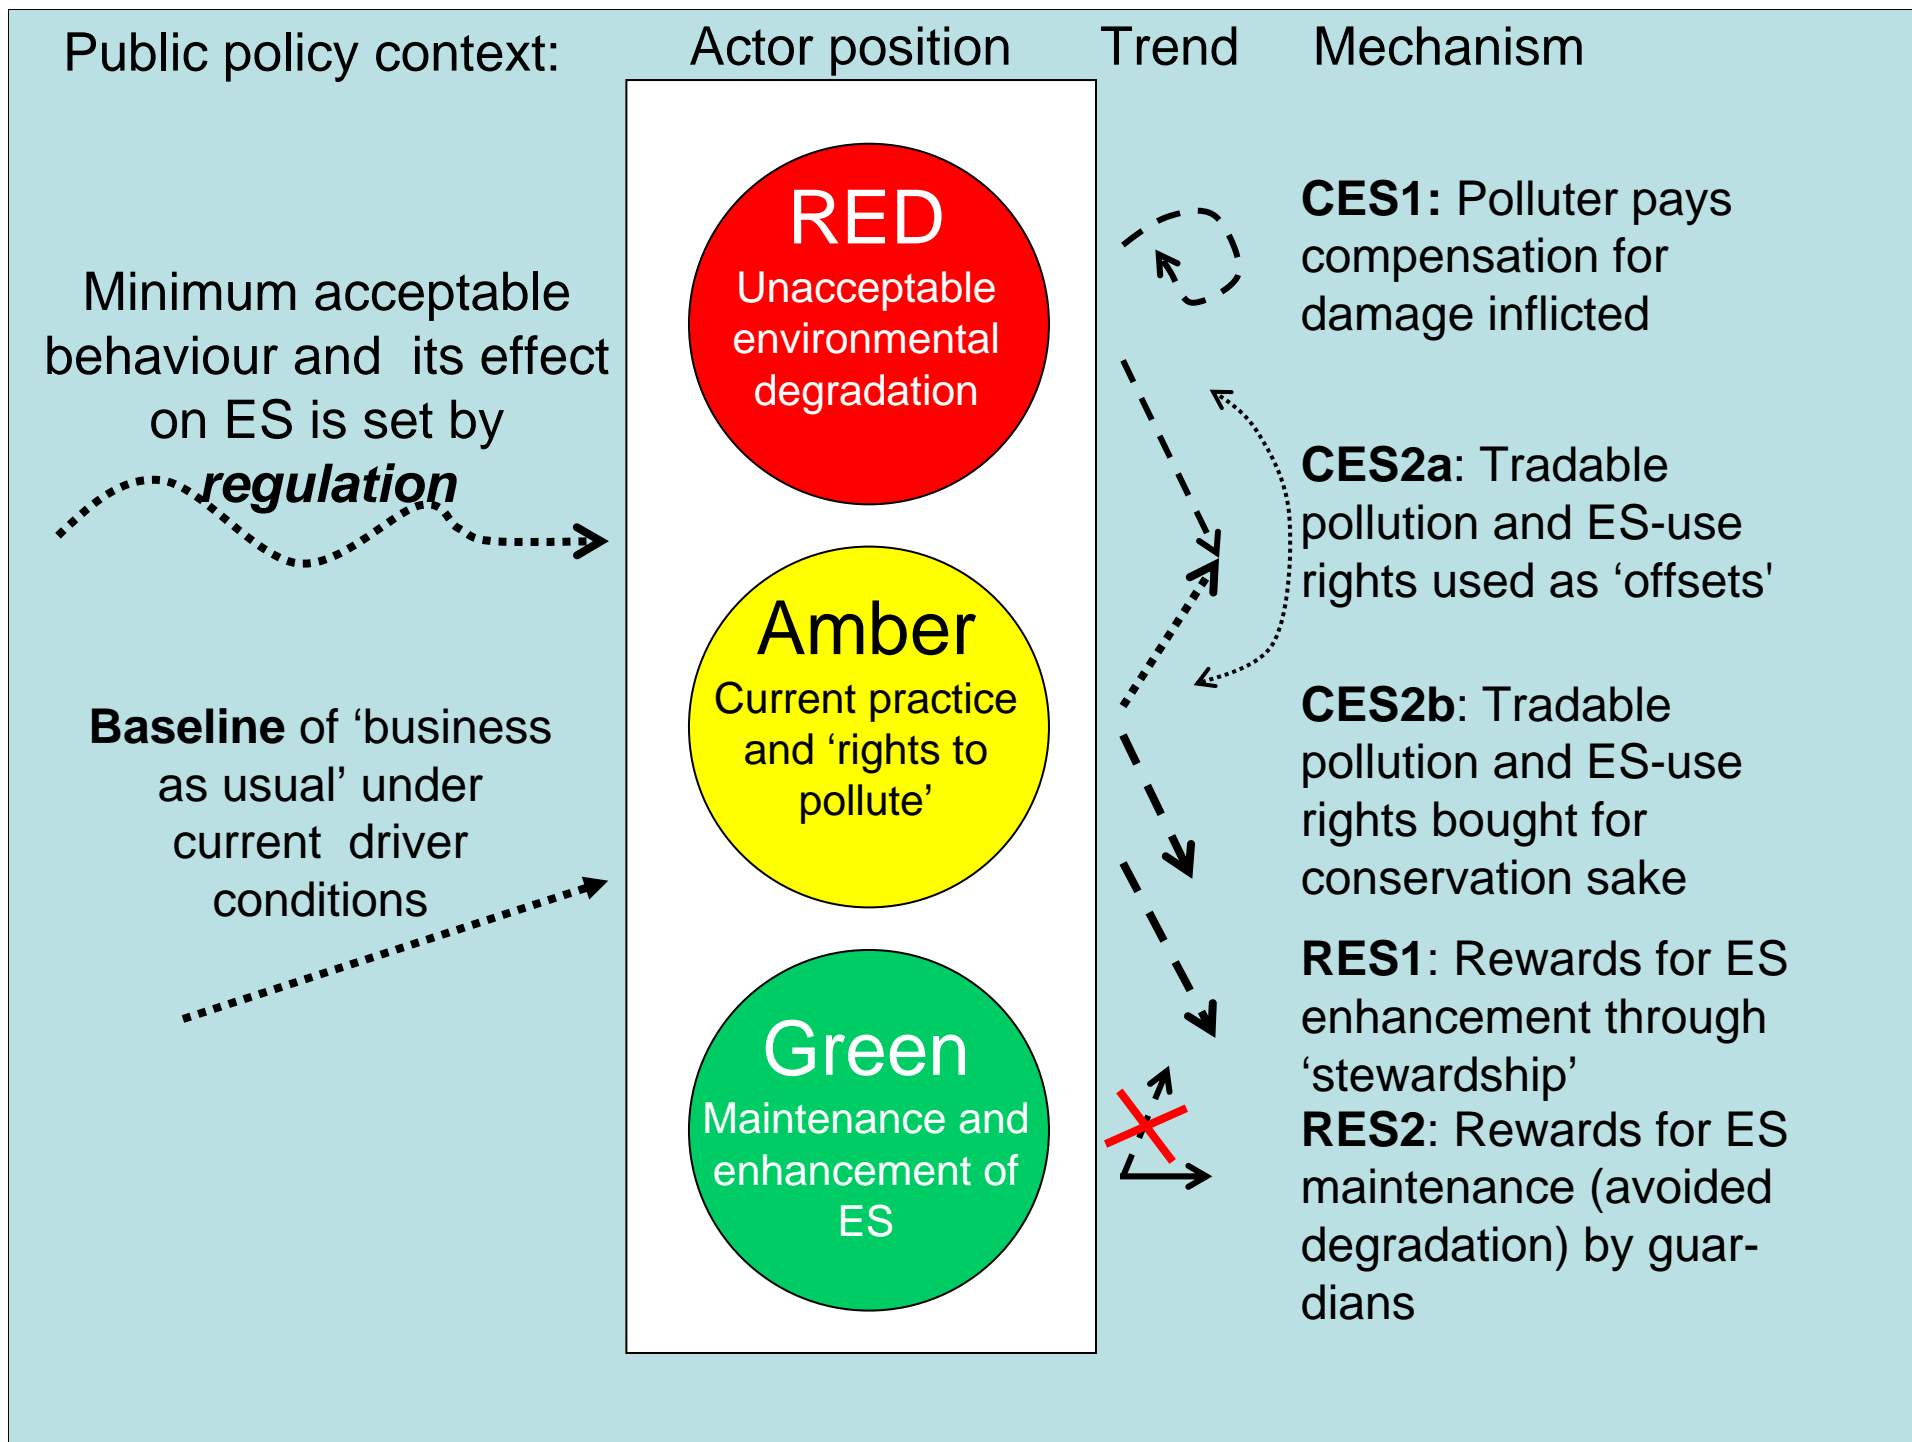 Public policy context:
Actor position
Trend
Mechanism
Minimum acceptable
behaviour and  its effect
on ES is set by
regulation
Baseline of ‘business
as usual’ under
current  driver
conditions
RED
Unacceptable
environmental
degradation
Amber
Current practice
and ‘rights to
pollute’
Green
Maintenance and
enhancement of
ES
CES1: Polluter pays
compensation for
damage inflicted
CES2a: Tradable
pollution and ES-use
rights used as ‘offsets'
CES2b: Tradable
pollution and ES-use
rights bought for
conservation sake
RES1: Rewards for ES
enhancement through
‘stewardship’
RES2: Rewards for ES
maintenance (avoided
degradation) by guar-
dians